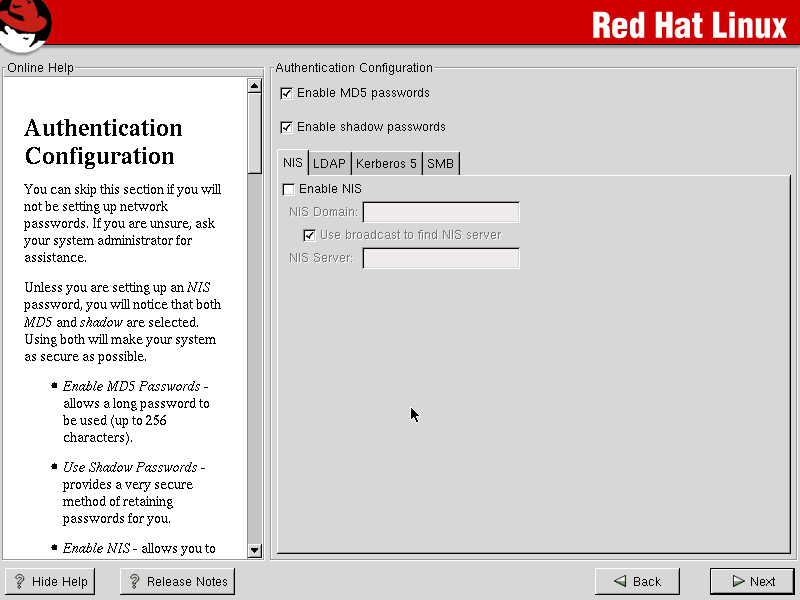 Red Hat Linux
Online Help
Authentication
Configuration
You can skip this section if you will
not be setting up network
passwords. If you are unsure, ask
your system administrator for
assistance.
Unless you are setting up an NIS
password, you will notice that both
MD5 and shadow are selected.
Using both will make your system
as secure as possible.
Enable MD5 Passwords -
allows a long password to
be used (up to 256
characters).
Use Shadow Passwords -
provides a very secure
method of retaining
passwords for you.
Enable NIS - allows you to
Authentication Configuration
Enable MD5 passwords
Enable shadow passwords
NIS LDAP Kerberos 5 SMB
Enable NIS
NIS Domain:
Use broadcast to find NIS server
NIS Server:
Hide Help Release Notes Back Next